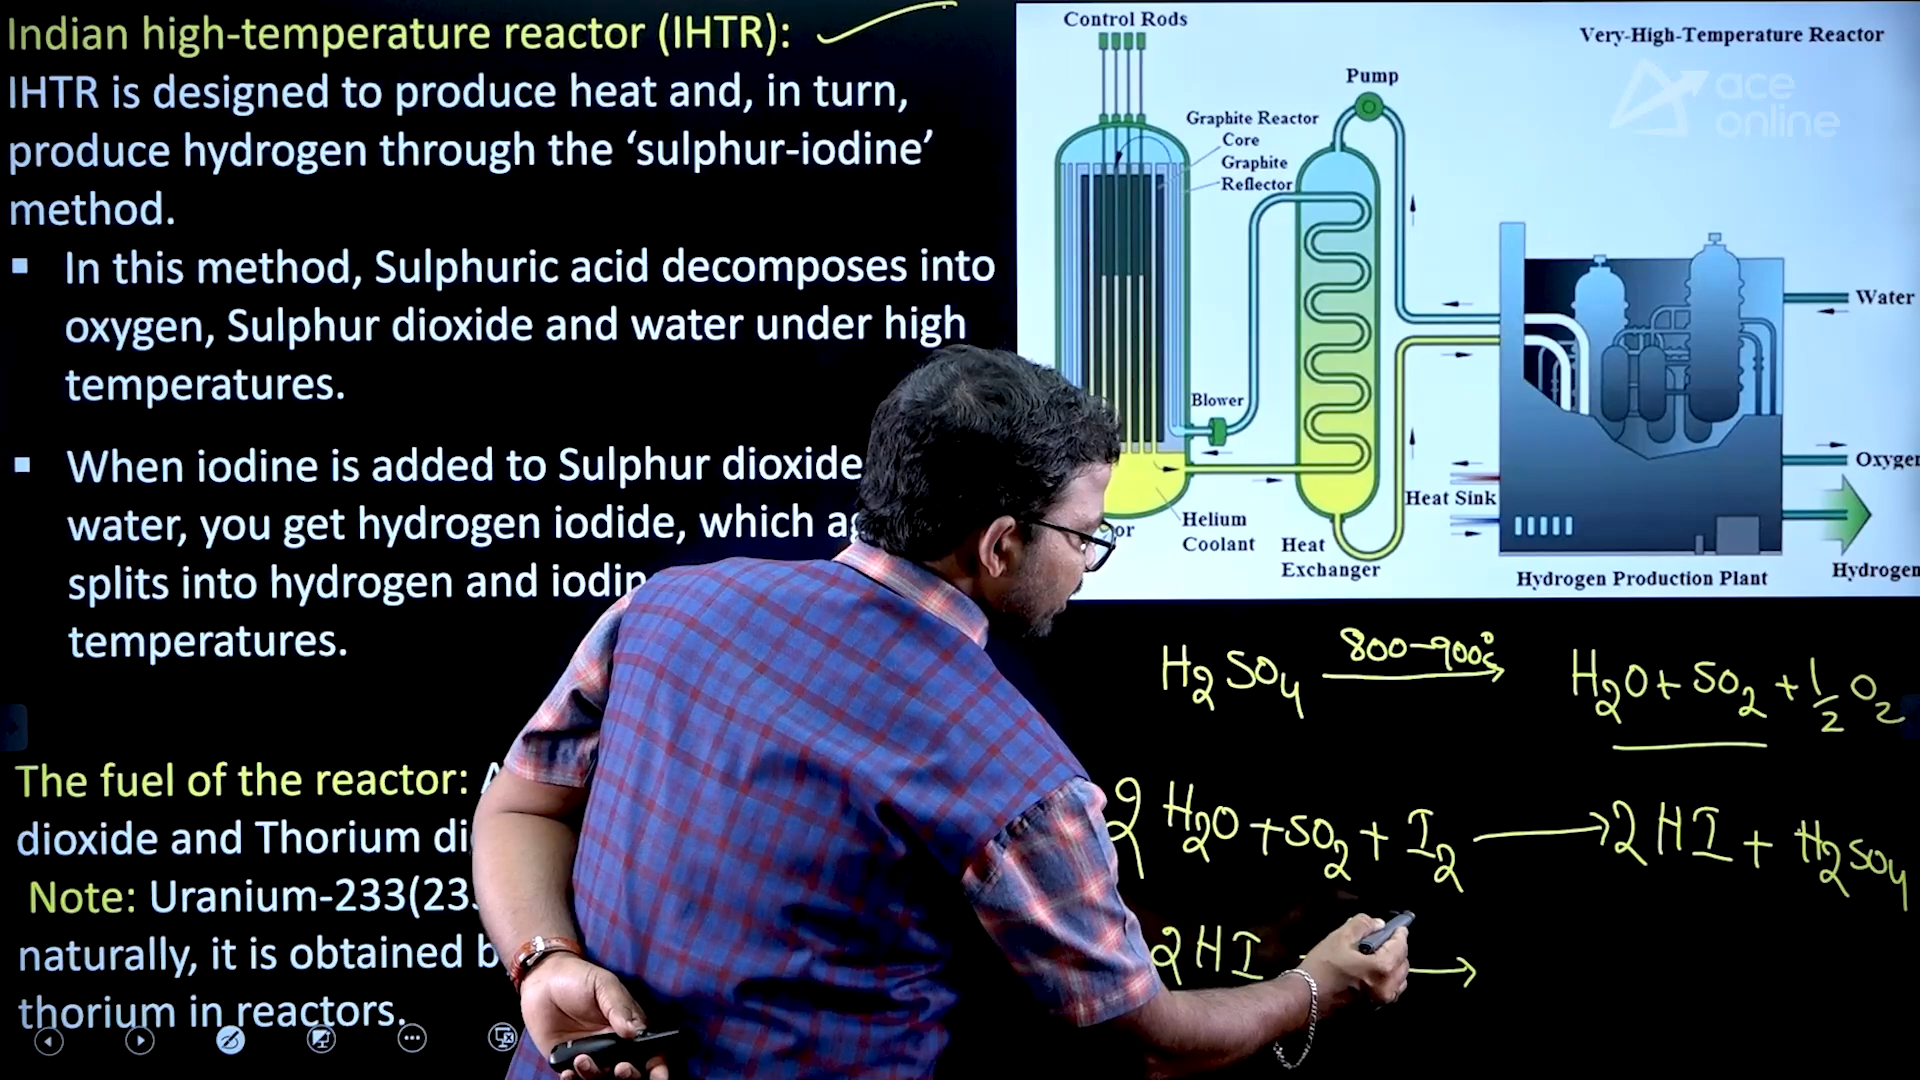 Indian high-temperature reactor (IHTR):
IHTR is designed to produce heat and, in turn,
produce hydrogen through the ‘sulphur-iodine’
method.
▪ In this method, Sulphuric acid decomposes into
oxygen, Sulphur dioxide and water under high
temperatures.
▪ When iodine is added to Sulphur dioxide
water, you get hydrogen iodide, which
splits into hydrogen and
temperatures.
The fuel of the reactor:
dioxide and Thorium
Note: Uranium-233(23
naturally, it is obtained
thorium in reactors.
Control Rods
Very-High-Temperature Reactor
ace
online
Pump
Graphite Reactor
Core
Graphite
Reflector
Water
Blower
Oxygen
Heat Sink
Helium
Coolant
Heat
Exchanger
Hydrogen Production Plant
Hydrogen
H₂SO₄ 800-900°C → H₂O + SO₂ + 1/2 O₂
2 H₂O + SO₂ + I₂ → 2HI + H₂SO₄
2HI →